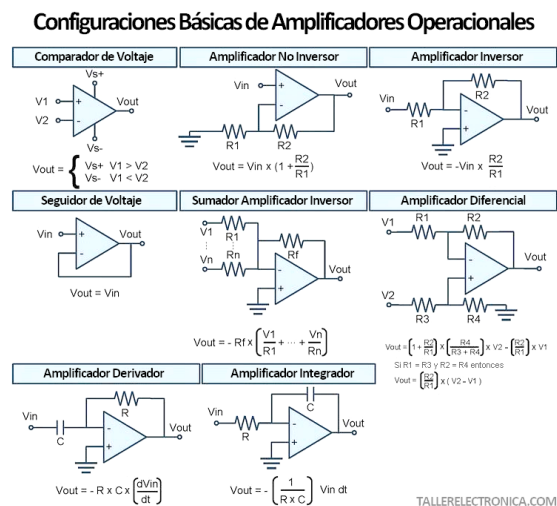 Configuraciones Básicas de Amplificadores Operacionales
Comparador de Voltaje
Vs+
V1
+
V2
-
Vout
Vs-
Vout = { Vs+ V1 > V2
Vs- V1 < V2
Amplificador No Inversor
Vin
+
-
Vout
R1
R2
Vout = Vin x (1 + R2/R1)
Amplificador Inversor
Vin
R1
R2
-
+
Vout
Vout = -Vin x R2/R1
Seguidor de Voltaje
Vin
+
-
Vout
Vout = Vin
Sumador Amplificador Inversor
V1
R1
Vn
Rn
Rf
-
+
Vout
Vout = - Rf x (V1/R1 + ... + Vn/Rn)
Amplificador Diferencial
V1
R1
R2
-
+
Vout
V2
R3
R4
Vout = (1 + R2/R1) x (R4/R3 + R4) x V2 - (R2/R1) x V1
Si R1 = R3 y R2 = R4 entonces
Vout = (R2/R1) x ( V2 - V1 )
Amplificador Derivador
Vin
C
R
-
+
Vout
Vout = - R x C x (dVin/dt)
Amplificador Integrador
Vin
R
C
-
+
Vout
Vout = - (1/R x C) Vin dt
TALLERELECTRONICA.COM